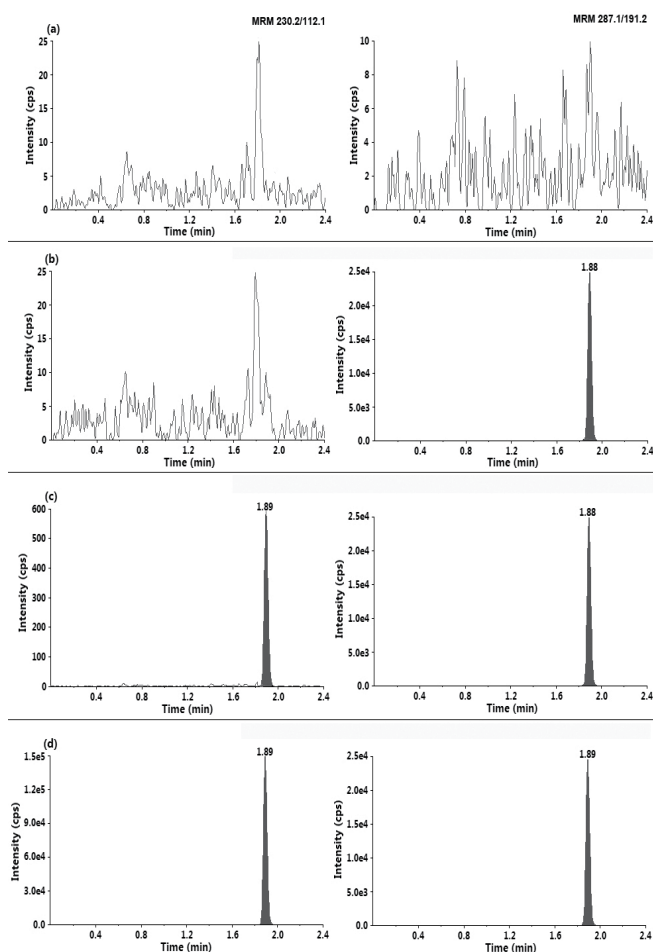 MRM 230.2/112.1
MRM 287.1/191.2
(a)
25
20
15
10
5
0
Intensity (cps)
0.4 0.8 1.2 1.6 2.0 2.4
Time (min)
10
8
6
4
2
0
Intensity (cps)
0.4 0.8 1.2 1.6 2.0 2.4
Time (min)
(b)
25
20
15
10
5
0
Intensity (cps)
0.4 0.8 1.2 1.6 2.0 2.4
Time (min)
1.88
2.5e4
2.0e4
1.5e4
1.0e4
5.0e3
0.0
Intensity (cps)
0.4 0.8 1.2 1.6 2.0 2.4
Time (min)
(c)
1.89
600
500
400
300
200
100
0
Intensity (cps)
0.4 0.8 1.2 1.6 2.0 2.4
Time (min)
1.88
2.5e4
2.0e4
1.5e4
1.0e4
5.0e3
0.0
Intensity (cps)
0.4 0.8 1.2 1.6 2.0 2.4
Time (min)
(d)
1.89
1.5e5
1.2e5
9.0e4
6.0e4
3.0e4
0.0
Intensity (cps)
0.4 0.8 1.2 1.6 2.0 2.4
Time (min)
1.89
2.5e4
2.0e4
1.5e4
1.0e4
5.0e3
0.0
Intensity (cps)
0.4 0.8 1.2 1.6 2.0 2.4
Time (min)